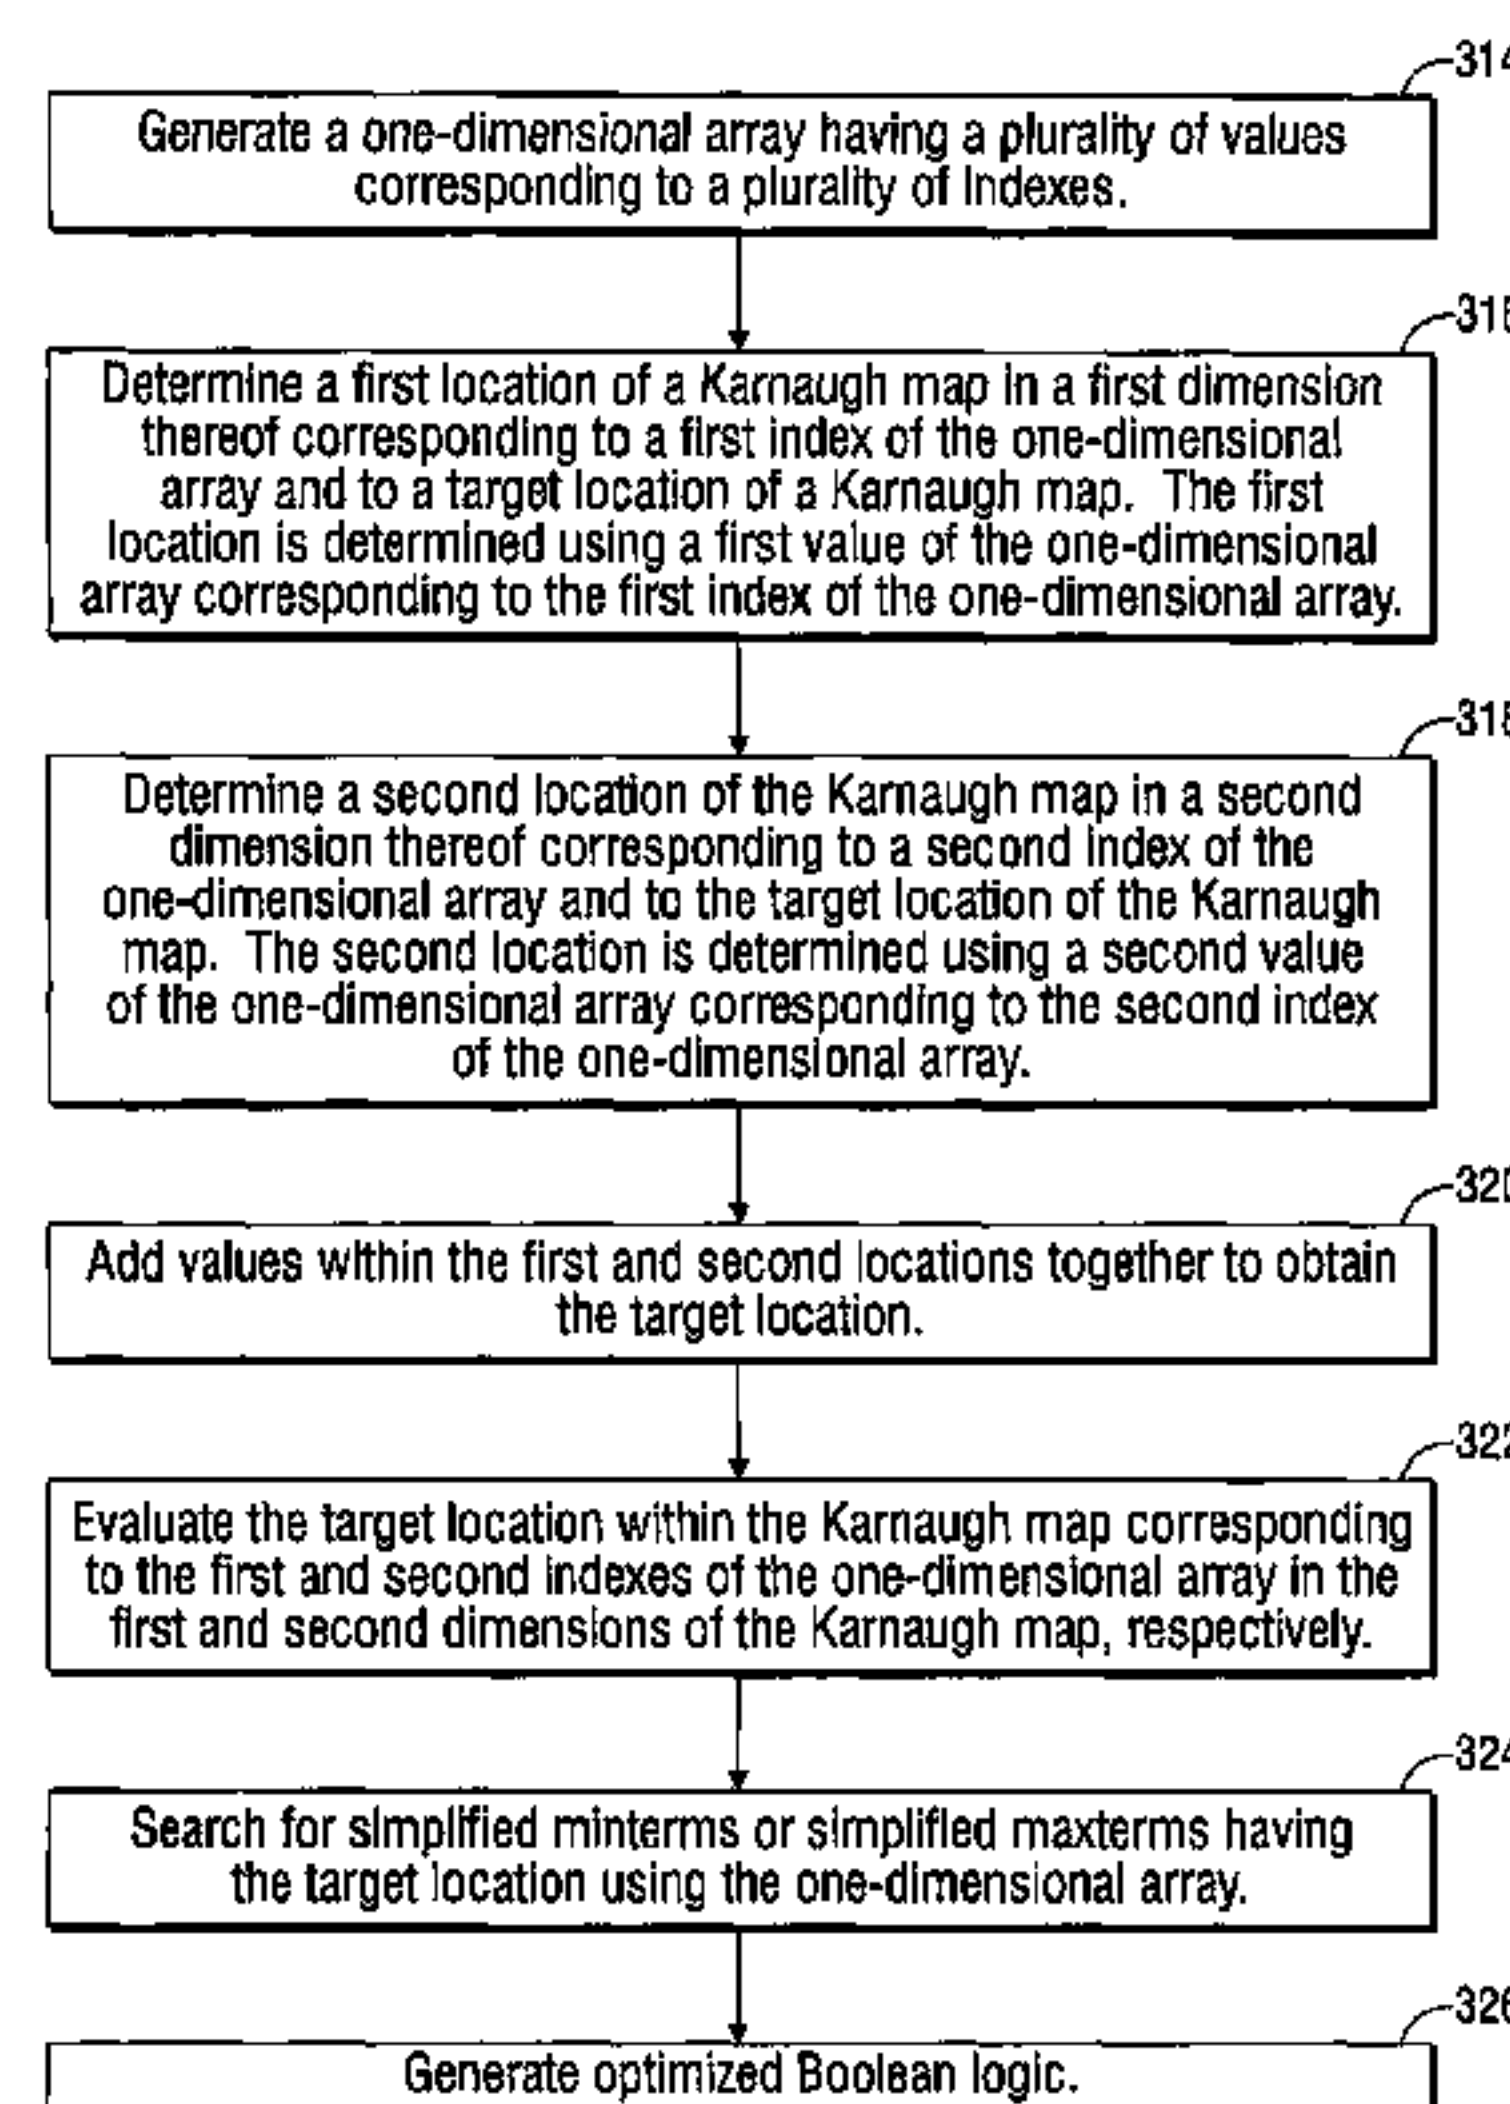 314
Generate a one-dimensional array having a plurality of values
corresponding to a plurality of indexes.
Determine a first location of a Karnaugh map in a first dimension
thereof corresponding to a first index of the one-dimensional
array and to a target location of a Karnaugh map. The first
location is determined using a first value of the one-dimensional
array corresponding to the first index of the one-dimensional array.
Determine a second location of the Karnaugh map in a second
dimension thereof corresponding to a second index of the
one-dimensional array and to the target location of the Karnaugh
map. The second location is determined using a second value
of the one-dimensional array corresponding to the second index
of the one-dimensional array.
320
Add values within the first and second locations together to obtain
the target location.
322
Evaluate the target location within the Karnaugh map corresponding
to the first and second indexes of the one-dimensional array in the
first and second dimensions of the Karnaugh map, respectively.
324
Search for simplified minterms or simplified maxterms having
the target location using the one-dimensional array.
326
Generate optimized Boolean logic.